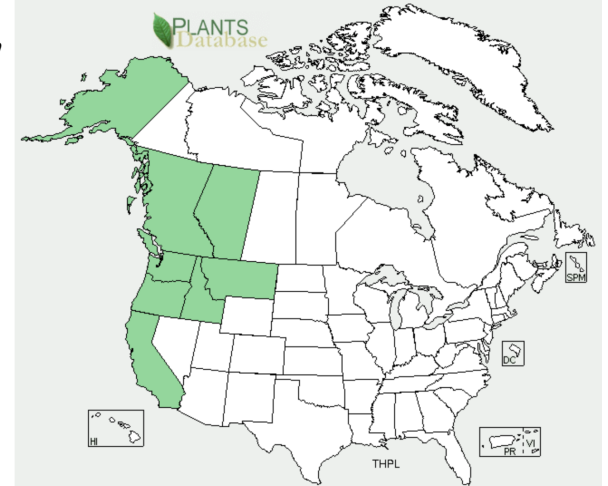 PLANTS
Database
SPM
DC
HI
PR
VI
THPL